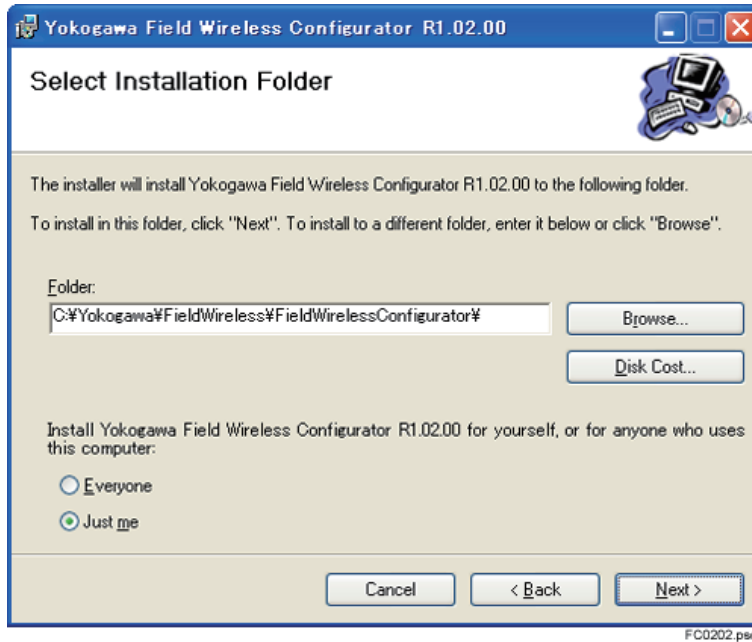 Yokogawa Field Wireless Configurator R1.02.00
Select Installation Folder
The installer will install Yokogawa Field Wireless Configurator R1.02.00 to the following folder.
To install in this folder, click "Next". To install to a different folder, enter it below or click "Browse".
Folder:
C:¥Yokogawa¥FieldWireless¥FieldWirelessConfigurator¥
Browse...
Disk Cost...
Install Yokogawa Field Wireless Configurator R1.02.00 for yourself, or for anyone who uses
this computer:
Everyone
Just me
Cancel
< Back
Next >